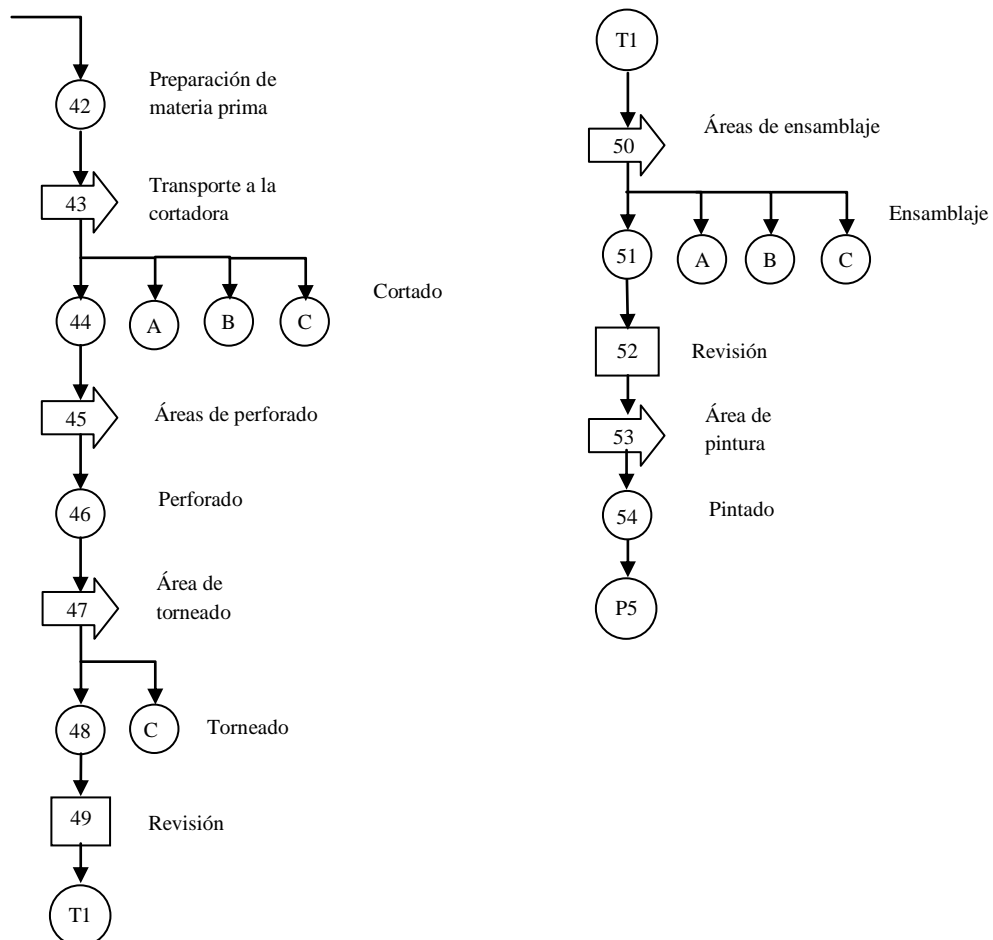 42
Preparación de
materia prima
43
Transporte a la
cortadora
44
A
B
C
Cortado
45
Áreas de perforado
46
Perforado
47
Área de
torneado
48
C
Torneado
49
Revisión
T1
T1
50
Áreas de ensamblaje
51
A
B
C
Ensamblaje
52
Revisión
53
Área de
pintura
54
Pintado
P5